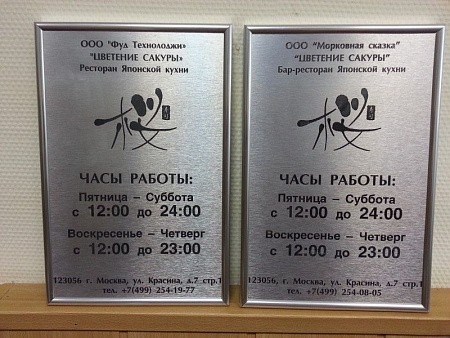 ООО "Фуд Технолоджи"
"ЦВЕТЕНИЕ САКУРЫ"
Ресторан Японской кухни
桜
ЧАСЫ РАБОТЫ:
Пятница – Суббота
с 12:00 до 24:00
Воскресенье – Четверг
с 12:00 до 23:00
123056, г. Москва, ул. Красина, д.7 стр.1
тел. +7(499) 254-19-77
ООО "Морковная сказка"
"ЦВЕТЕНИЕ САКУРЫ"
Бар-ресторан Японской кухни
桜
ЧАСЫ РАБОТЫ:
Пятница – Суббота
с 12:00 до 24:00
Воскресенье – Четверг
с 12:00 до 23:00
123056, г. Москва, ул. Красина, д.7 стр.1
тел. +7(499) 254-08-05